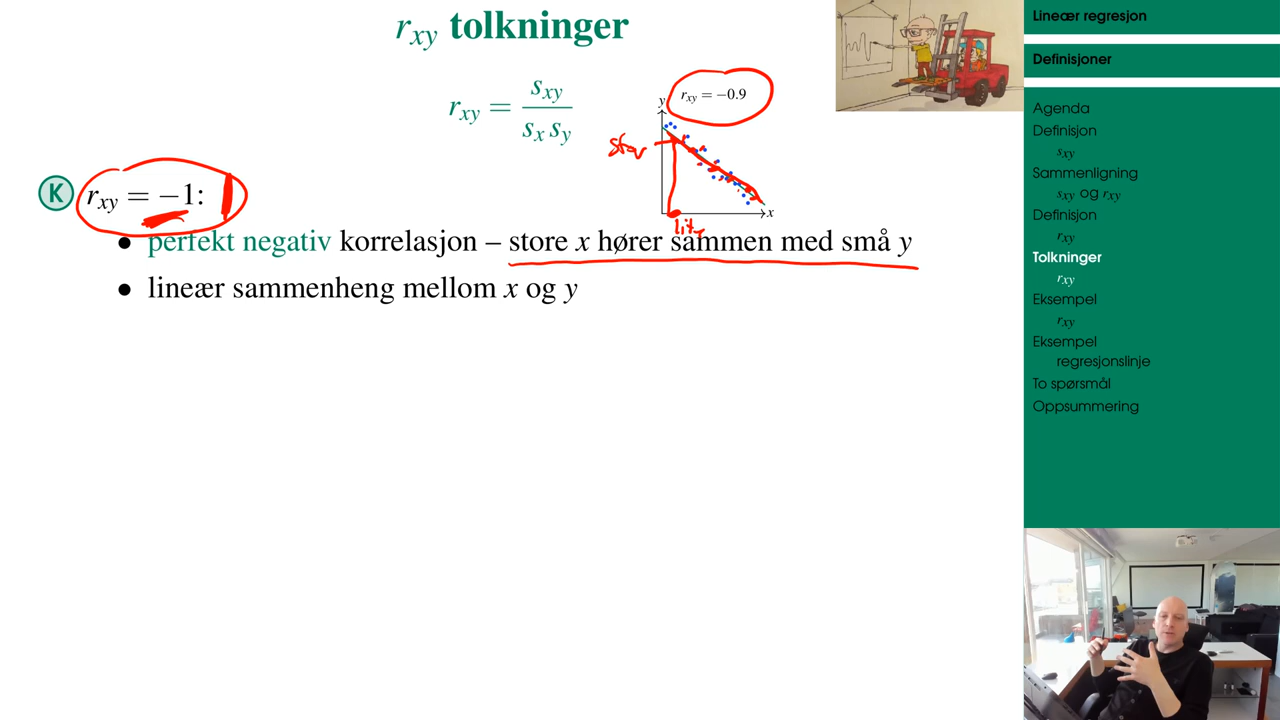 r_xy tolkninger
r_xy = s_xy / s_x s_y
y
r_xy = −0.9
stor
x
lite
K
r_xy = −1:
• perfekt negativ korrelasjon – store x hører sammen med små y
• lineær sammenheng mellom x og y
Lineær regresjon
Definisjoner
Agenda
Definisjon
s_xy
Sammenligning
s_xy og r_xy
Definisjon
r_xy
Tolkninger
r_xy
Eksempel
r_xy
Eksempel
regresjonslinje
To spørsmål
Oppsummering